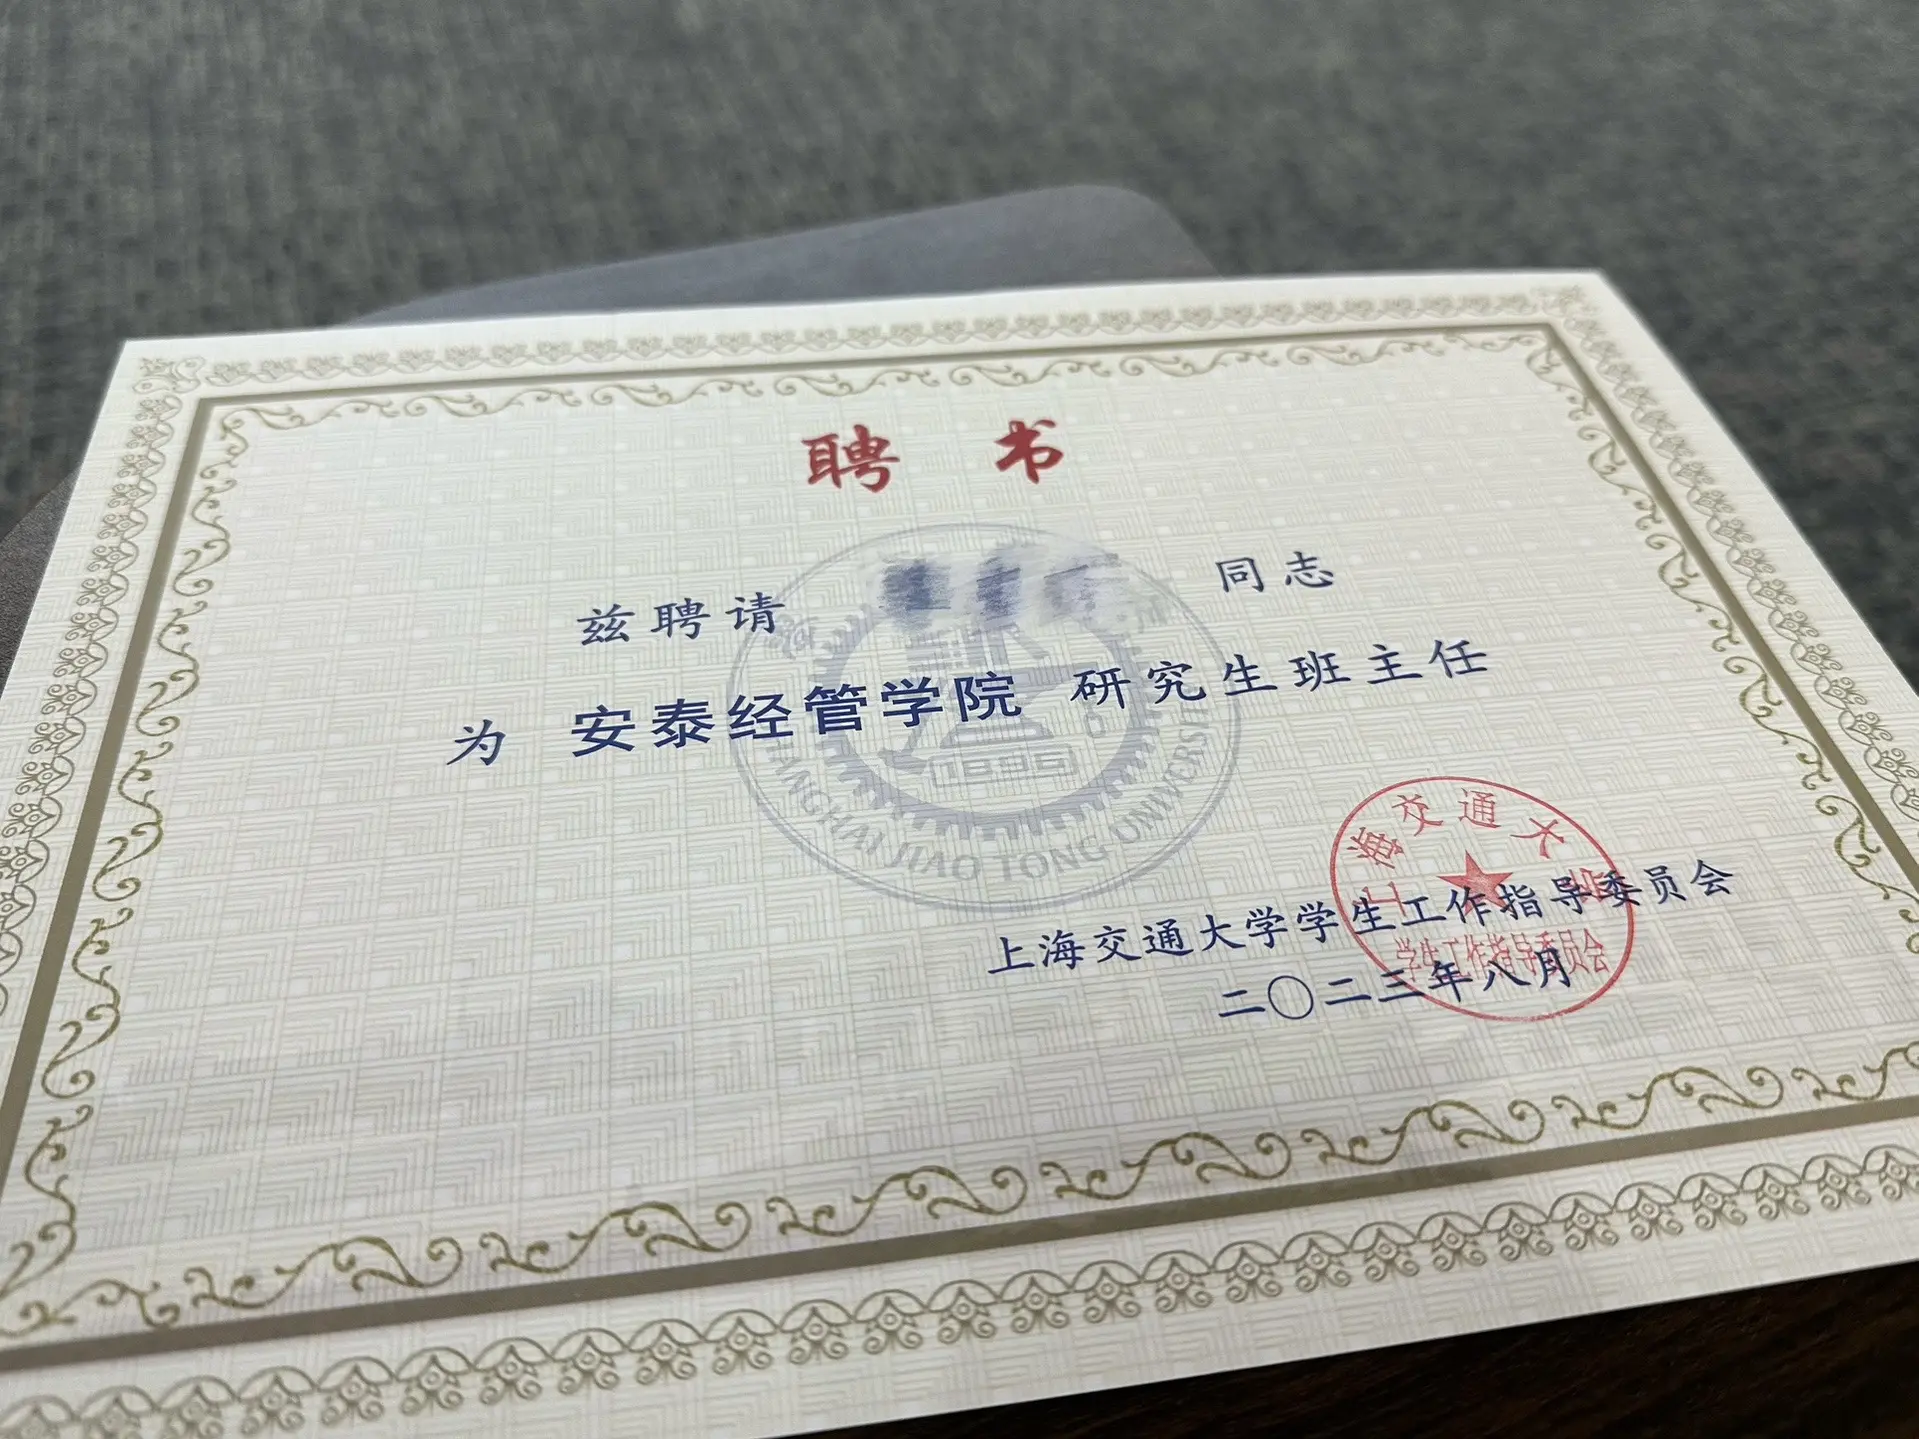 聘书
兹聘请 同志
为 安泰经管学院 研究生班主任
1896
SHANGHAI JIAO TONG UNIVERSITY
上海交通大学学生工作指导委员会
二〇二三年八月
上海交通大学
学生工作指导委员会